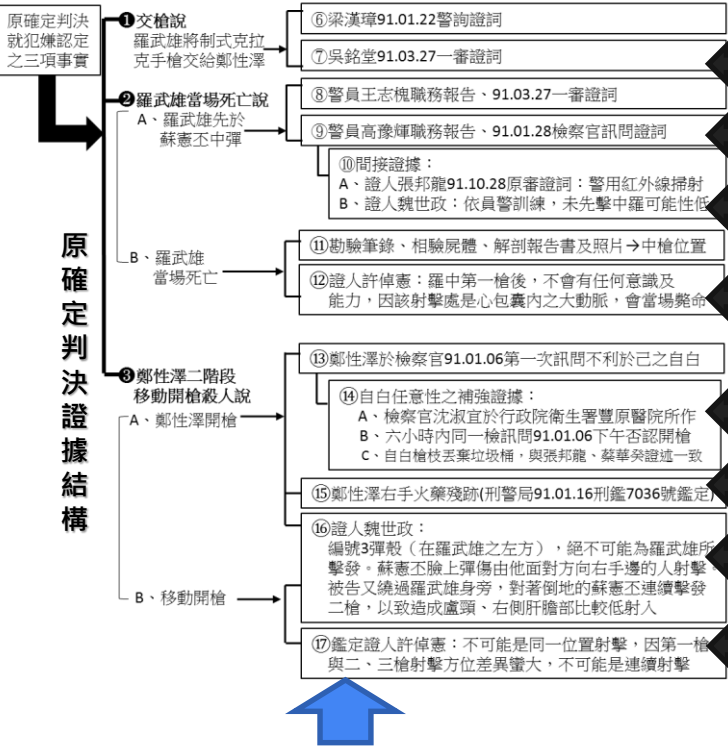 原確定判決
就犯嫌認定
之三項事實
❶交槍說
羅武雄將制式克拉
克手槍交給鄭性澤
⑥梁漢璋91.01.22警詢證詞
⑦吳銘堂91.03.27一審證詞
❷羅武雄當場死亡說
A、羅武雄先於
蘇憲丕中彈
⑧警員王志槐職務報告、91.03.27一審證詞
⑨警員高豫輝職務報告、91.01.28檢察官訊問證詞
⑩間接證據：
A、證人張邦龍91.10.28原審證詞：警用紅外線掃射
B、證人魏世政：依員警訓練，未先擊中羅可能性低
B、羅武雄
當場死亡
⑪勘驗筆錄、相驗屍體、解剖報告書及照片→中槍位置
⑫證人許倬憲：羅中第一槍後，不會有任何意識及
能力，因該射擊處是心包囊內之大動脈，會當場斃命
原確定判決證據結構
❸鄭性澤二階段
移動開槍殺人說
A、鄭性澤開槍
⑬鄭性澤於檢察官91.01.06第一次訊問不利於己之自白
⑭自白任意性之補強證據：
A、檢察官沈淑宜於行政院衛生署豐原醫院所作
B、六小時內同一檢訊問91.01.06下午否認開槍
C、自白槍枝丟棄垃圾桶，與張邦龍、蔡華癸證述一致
⑮鄭性澤右手火藥殘跡(刑警局91.01.16刑鑑7036號鑑定)
B、移動開槍
⑯證人魏世政：
編號3彈殼（在羅武雄之左方），絕不可能為羅武雄所
擊發。蘇憲丕臉上彈傷由他面對方向右手邊的人射擊。
被告又繞過羅武雄身旁，對著倒地的蘇憲丕連續擊發
二槍，以致造成盧頭、右側肝膽部比較低射入
⑰鑑定證人許倬憲：不可能是同一位置射擊，因第一槍
與二、三槍射擊方位差異蠻大，不可能是連續射擊